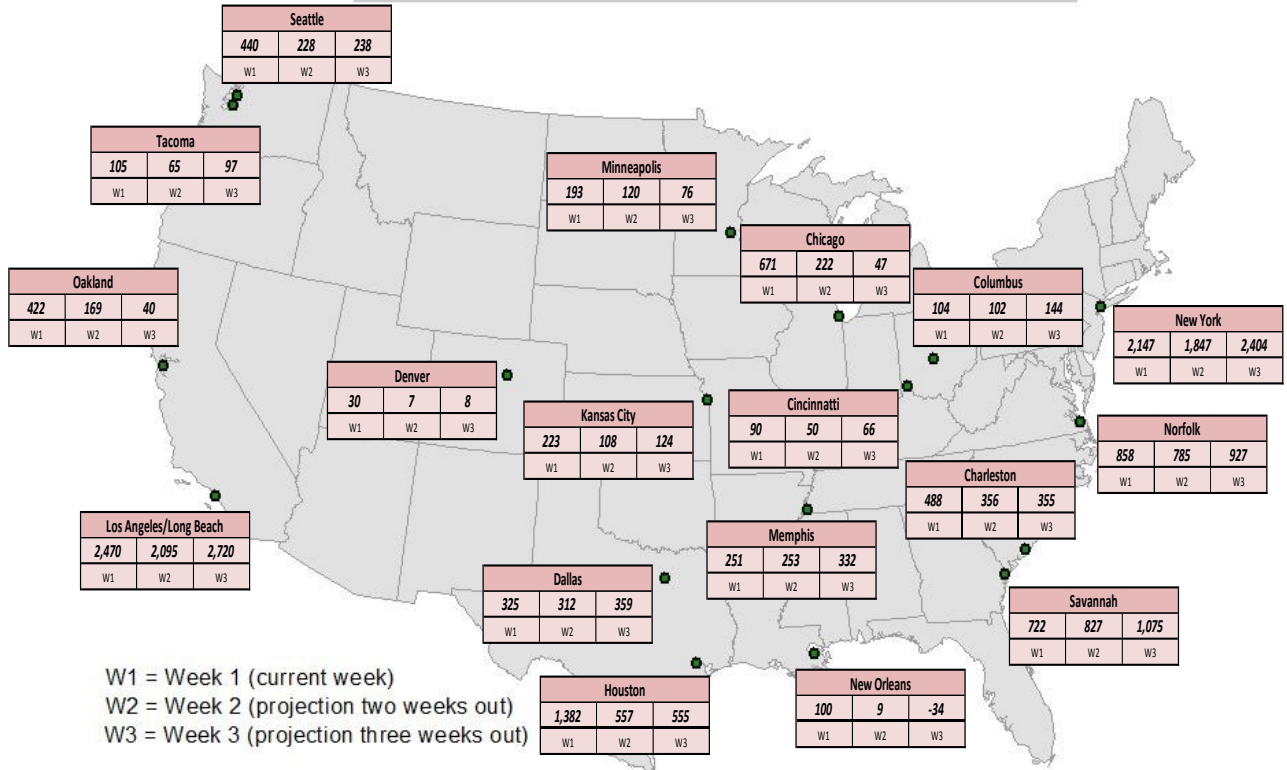 Seattle
440 228 238
W1 W2 W3
Tacoma
105 65 97
W1 W2 W3
Minneapolis
193 120 76
W1 W2 W3
Chicago
671 222 47
W1 W2 W3
Oakland
422 169 40
W1 W2 W3
Columbus
104 102 144
W1 W2 W3
New York
2,147 1,847 2,404
W1 W2 W3
Denver
30 7 8
W1 W2 W3
Kansas City
223 108 124
W1 W2 W3
Cincinnatti
90 50 66
W1 W2 W3
Norfolk
858 785 927
W1 W2 W3
Charleston
488 356 355
W1 W2 W3
Los Angeles/Long Beach
2,470 2,095 2,720
W1 W2 W3
Memphis
251 253 332
W1 W2 W3
Dallas
325 312 359
W1 W2 W3
Savannah
722 827 1,075
W1 W2 W3
Houston
1,382 557 555
W1 W2 W3
New Orleans
100 9 -34
W1 W2 W3
W1 = Week 1 (current week)
W2 = Week 2 (projection two weeks out)
W3 = Week 3 (projection three weeks out)